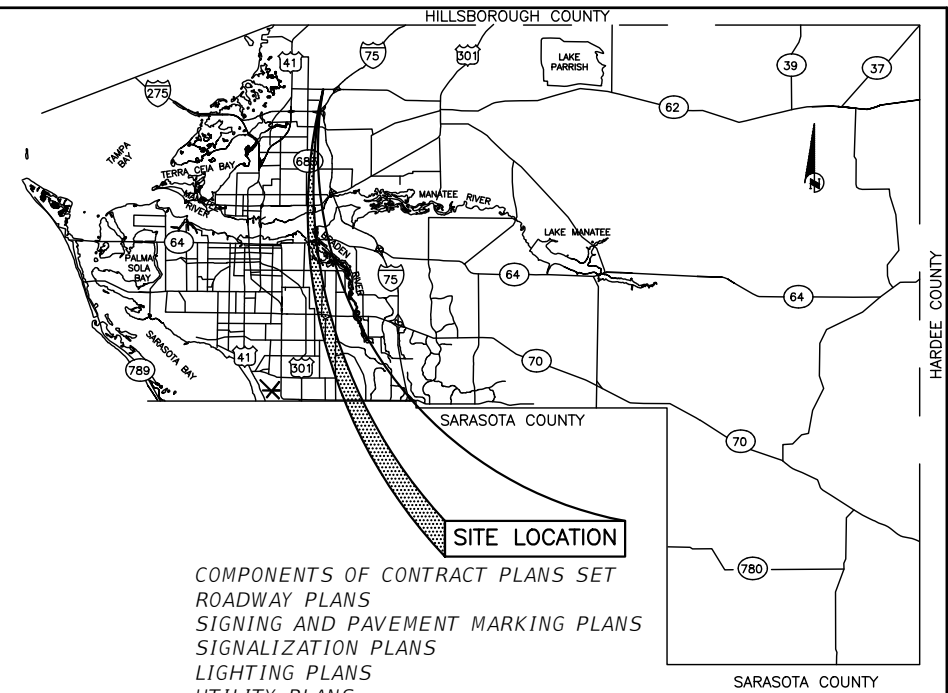 HILLSBOROUGH COUNTY
41
75
301
LAKE
PARRISH
39
37
275
62
TAMPA
BAY
TERRA CEIA BAY
683
MANATEE RIVER
RIVER
N
64
BRADEN
RIVER
LAKE MANATEE
PALMA
SOLA
BAY
75
64
64
HARDEE COUNTY
SARASOTA BAY
789
41
301
70
SARASOTA COUNTY
70
SITE LOCATION
780
COMPONENTS OF CONTRACT PLANS SET
ROADWAY PLANS
SIGNING AND PAVEMENT MARKING PLANS
SIGNALIZATION PLANS
LIGHTING PLANS
UTILITY PLANS
SARASOTA COUNTY